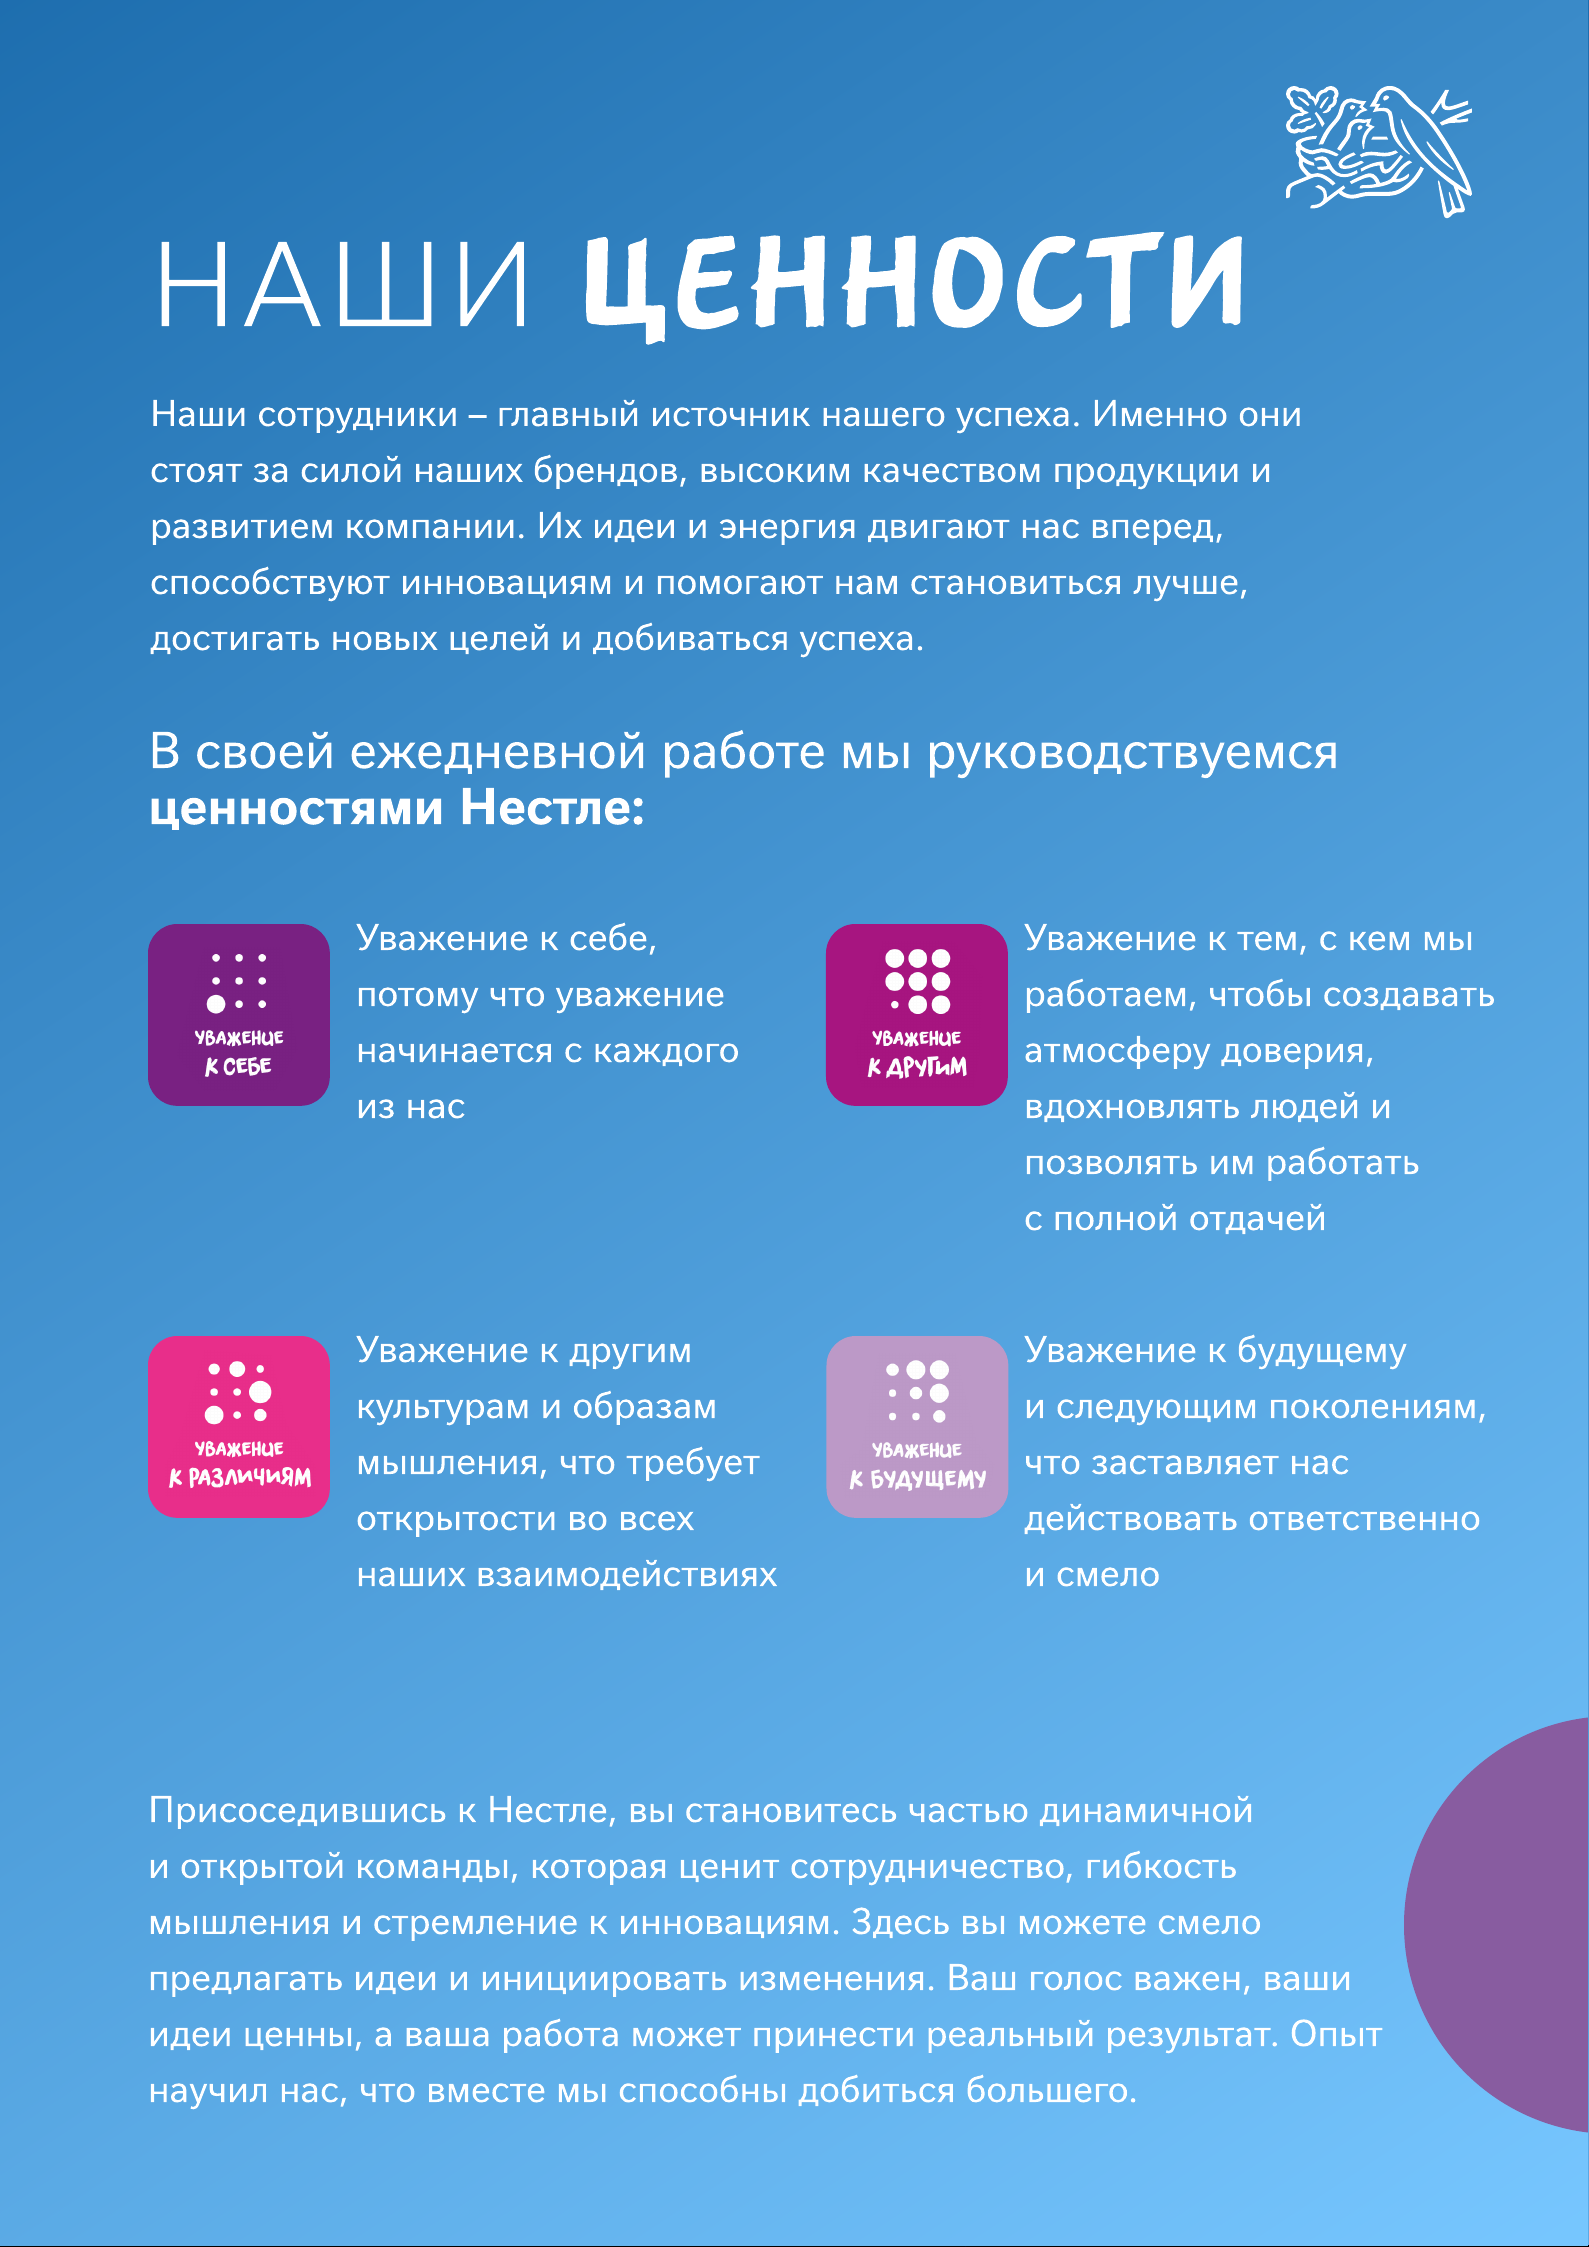 НАШИ ЦЕННОСТИ
Наши сотрудники – главный источник нашего успеха. Именно они
стоят за силой наших брендов, высоким качеством продукции и
развитием компании. Их идеи и энергия двигают нас вперед,
способствуют инновациям и помогают нам становиться лучше,
достигать новых целей и добиваться успеха.
В своей ежедневной работе мы руководствуемся
ценностями Нестле:
УВАЖЕНИЕ
К СЕБЕ
Уважение к себе,
потому что уважение
начинается с каждого
из нас
УВАЖЕНИЕ
К ДРУГИМ
Уважение к тем, с кем мы
работаем, чтобы создавать
атмосферу доверия,
вдохновлять людей и
позволять им работать
с полной отдачей
УВАЖЕНИЕ
К РАЗЛИЧИЯМ
Уважение к другим
культурам и образам
мышления, что требует
открытости во всех
наших взаимодействиях
УВАЖЕНИЕ
К БУДУЩЕМУ
Уважение к будущему
и следующим поколениям,
что заставляет нас
действовать ответственно
и смело
Присоседившись к Нестле, вы становитесь частью динамичной
и открытой команды, которая ценит сотрудничество, гибкость
мышления и стремление к инновациям. Здесь вы можете смело
предлагать идеи и инициировать изменения. Ваш голос важен, ваши
идеи ценны, а ваша работа может принести реальный результат. Опыт
научил нас, что вместе мы способны добиться большего.